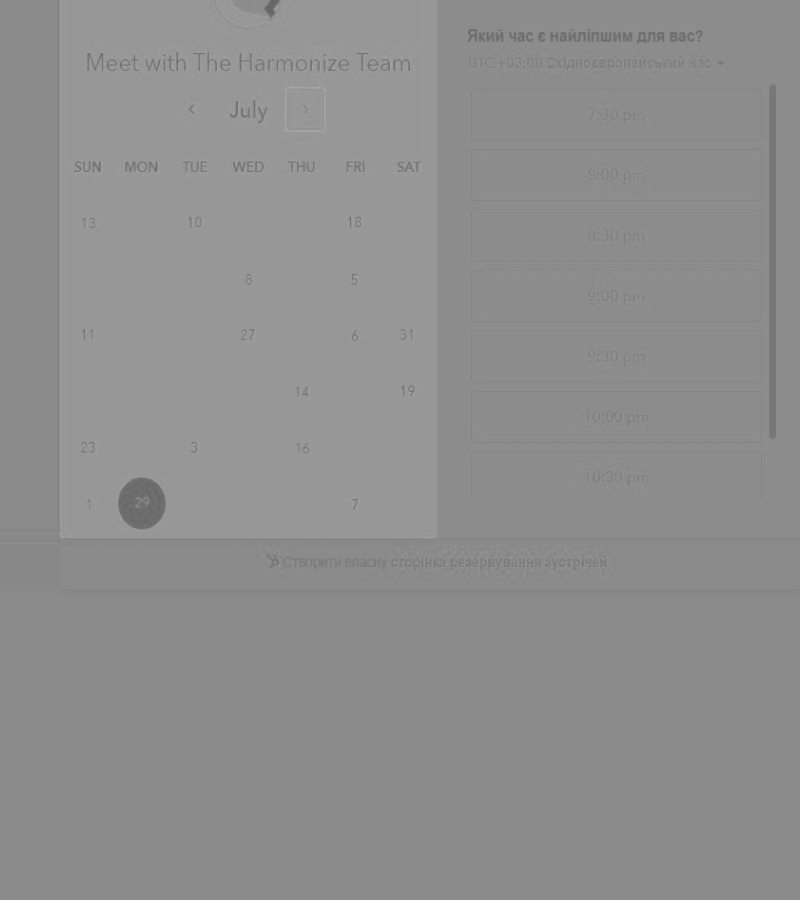 Meet with The Harmonize Team
July
SUN MON TUE WED THU FRI SAT
13 10 18
8 5
11 27 6 31
14 19
23 3 16
1 29 7
Який час є найліпшим для вас?
UTC +03:00 Східноєвропейський час
7:30 pm
8:00 pm
8:30 pm
9:00 pm
9:30 pm
10:00 pm
10:30 pm
Створити власну сторінка резервування зустрічей